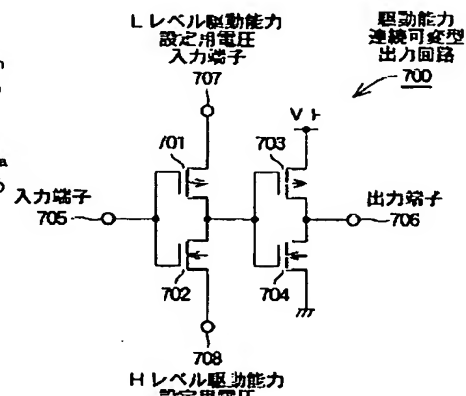 Lレベル駆動能力
設定用電圧
入力端子
707
駆動能力
連続可変型
出力回路
700
701
703
入力端子
705
出力端子
706
702
704
708
Hレベル駆動能力
設定用電圧